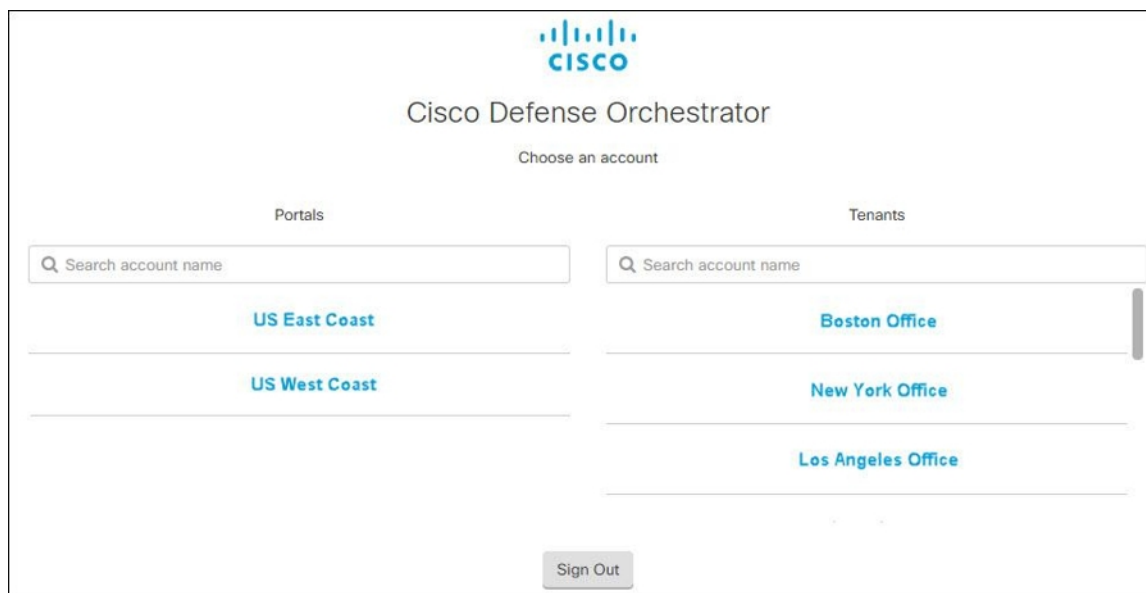 CISCO
Cisco Defense Orchestrator
Choose an account
Portals
Tenants
Search account name
Search account name
US East Coast
Boston Office
US West Coast
New York Office
Los Angeles Office
Sign Out